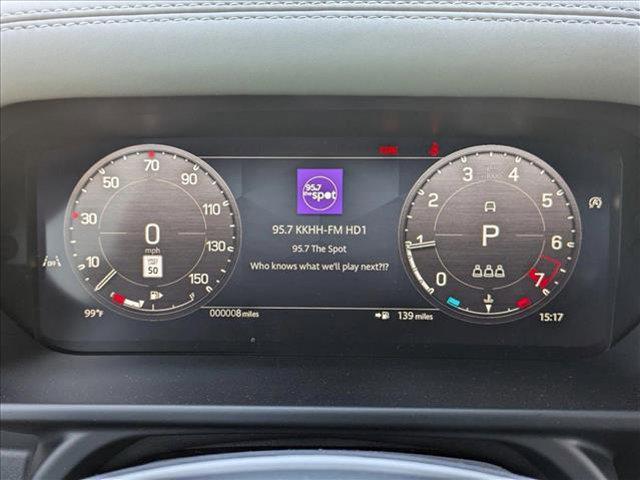 95.7
the spot
95.7 KKHH-FM HD1
95.7 The Spot
Who knows what we'll play next?!?
10 30 50 70 90 110 130 150
0
mph
50
OFF
99°F
000008 miles
139 miles
0 1 2 3 4 5 6 7
P
15:17